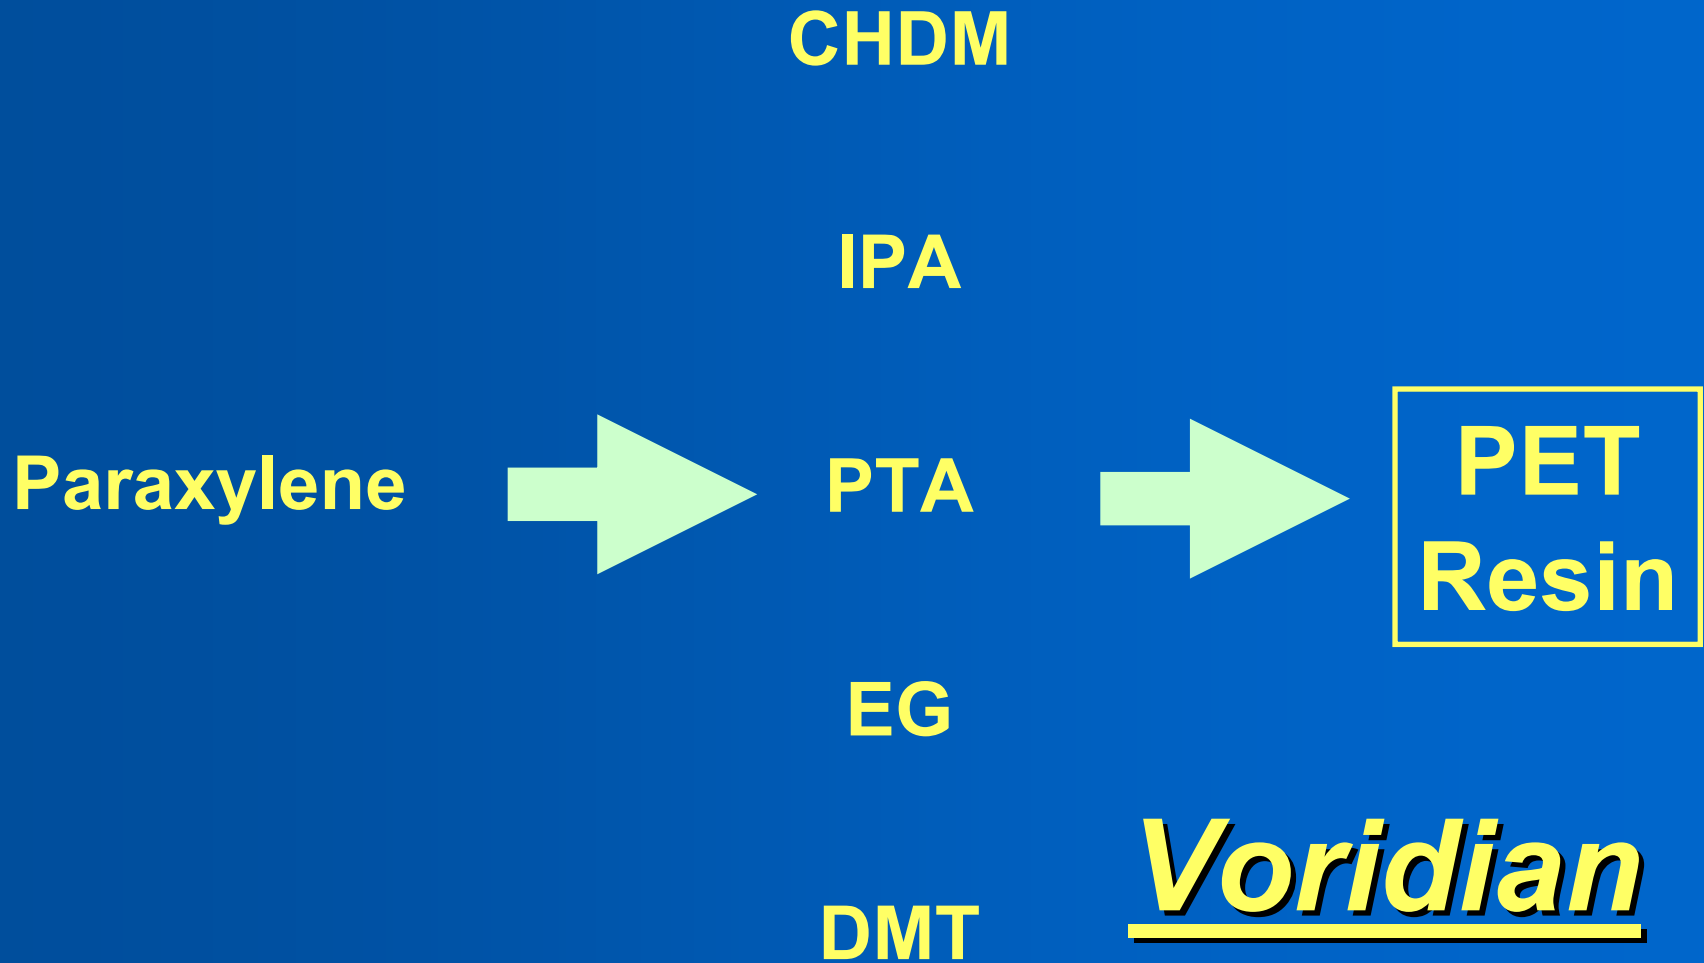 CHDM
IPA
Paraxylene
PTA
PET
Resin
EG
DMT
Voridian